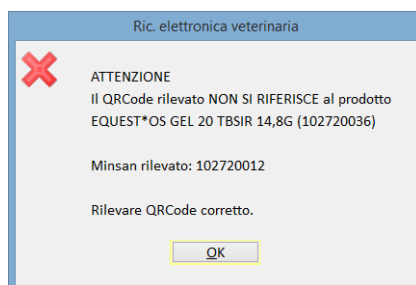 Ric. elettronica veterinaria
ATTENZIONE
Il QRCode rilevato NON SI RIFERISCE al prodotto
EQUEST*OS GEL 20 TBSIR 14,8G (102720036)
Minsan rilevato: 102720012
Rilevare QRCode corretto.
OK